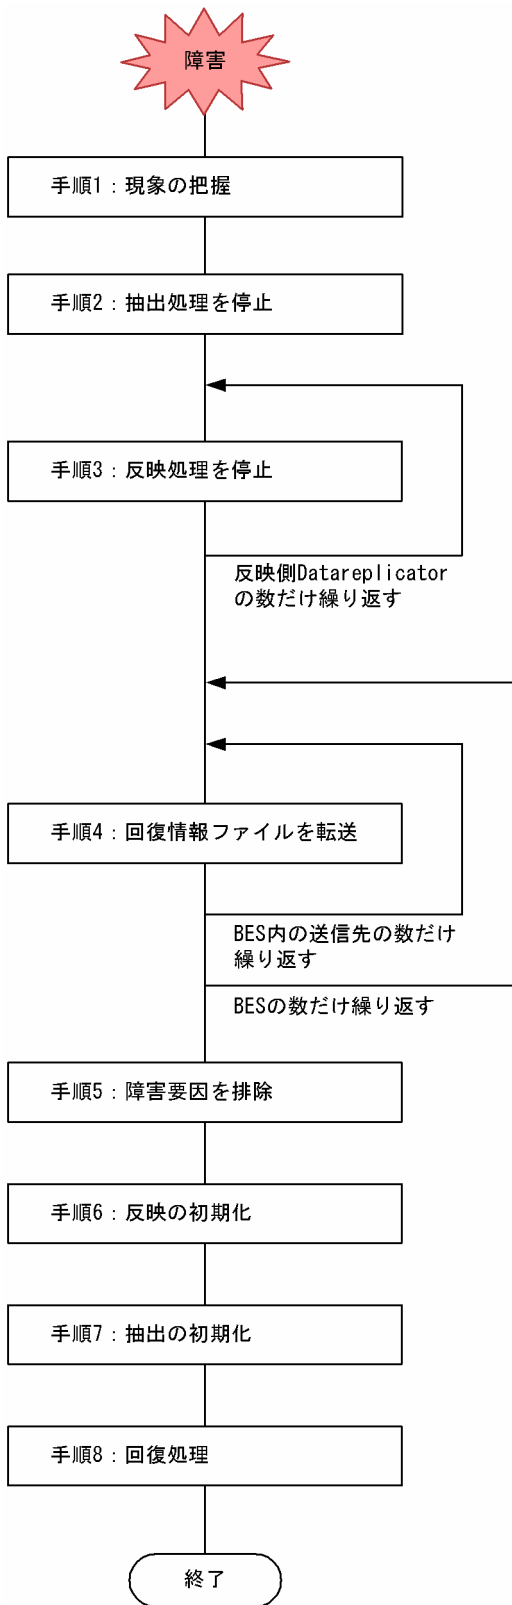 障害
手順1：現象の把握
手順2：抽出処理を停止
手順3：反映処理を停止
反映側Datareplicator
の数だけ繰り返す
手順4：回復情報ファイルを転送
BES内の送信先の数だけ
繰り返す
BESの数だけ繰り返す
手順5：障害要因を排除
手順6：反映の初期化
手順7：抽出の初期化
手順8：回復処理
終了